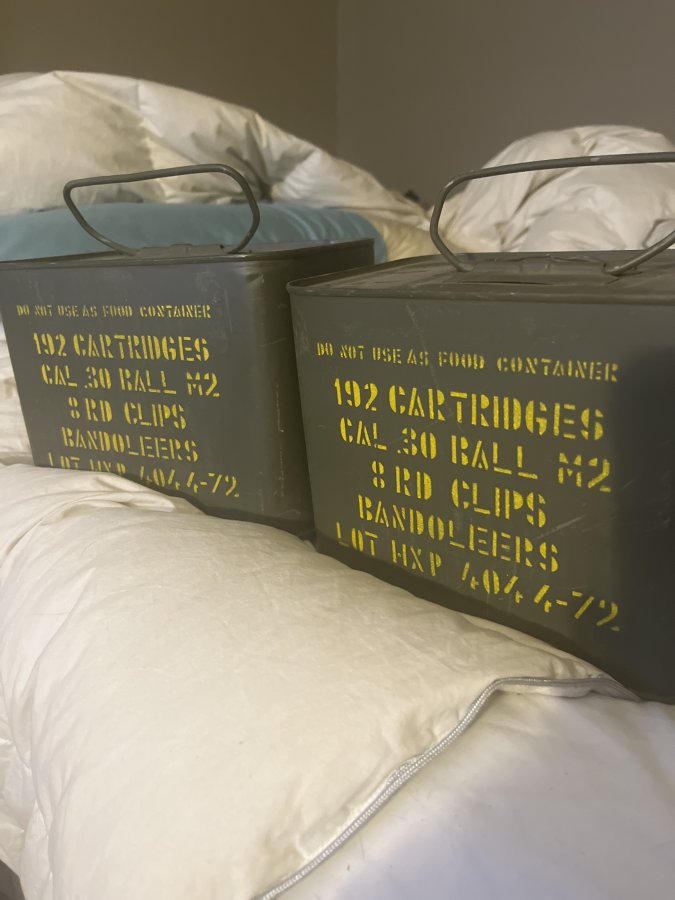 DO NOT USE AS FOOD CONTAINER
192 CARTRIDGES
CAL .30 BALL M2
8 RD CLIPS
BANDOLEERS
LOT HXP 4044-72
DO NOT USE AS FOOD CONTAINER
192 CARTRIDGES
CAL .30 BALL M2
8 RD CLIPS
BANDOLEERS
LOT HXP 4044-72